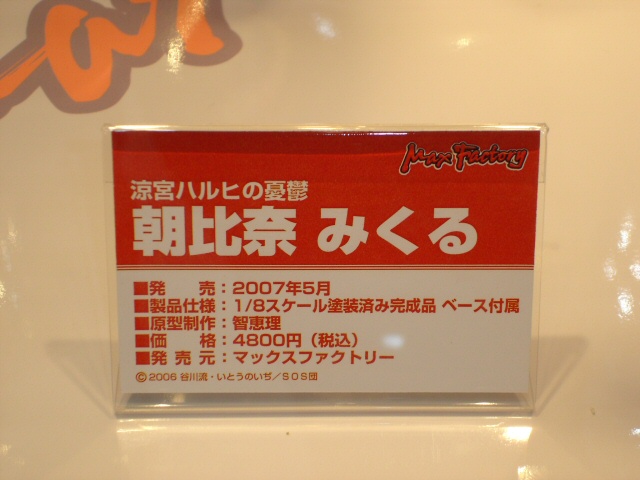 Max Factory
涼宮ハルヒの憂鬱
朝比奈 みくる
■発　　売：2007年5月
■製品仕様：1/8スケール塗装済み完成品 ベース付属
■原型制作：智恵理
■価　　格：4800円（税込）
■発 売 元：マックスファクトリー
©2006 谷川流・いとうのいぢ／SOS団